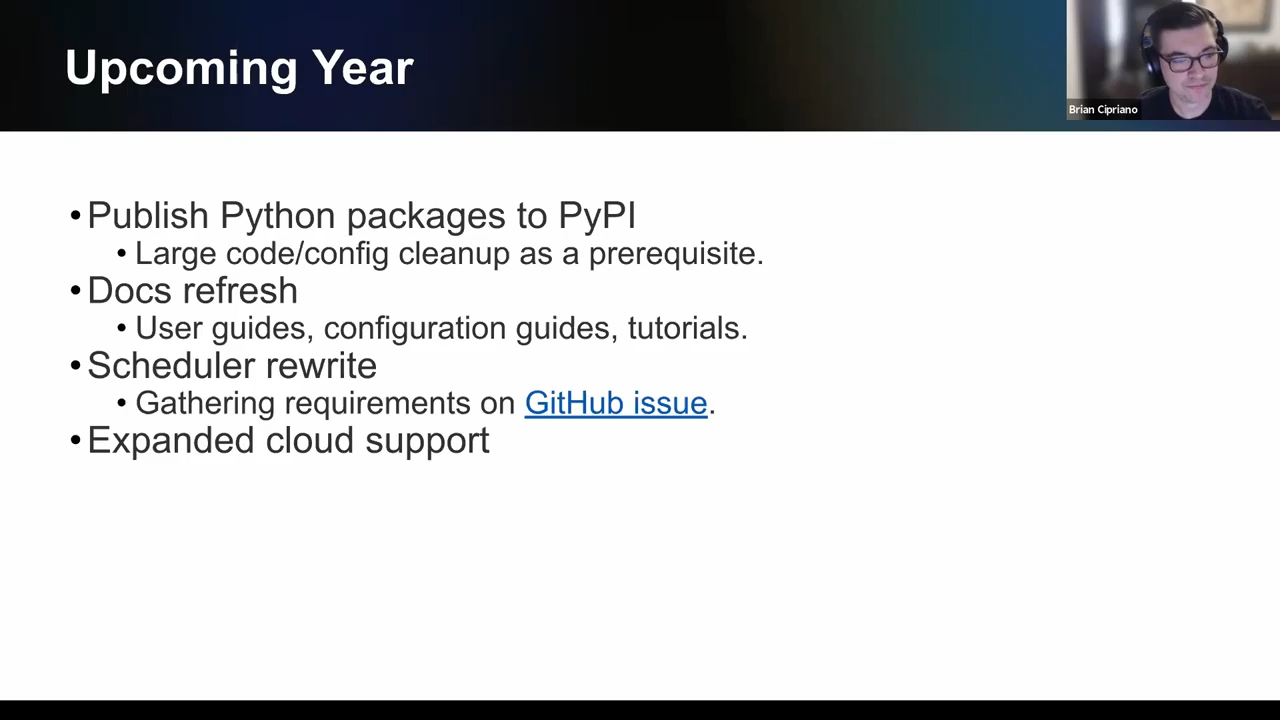 Upcoming Year
Brian Cipriano
•Publish Python packages to PyPI
•Large code/config cleanup as a prerequisite.
•Docs refresh
•User guides, configuration guides, tutorials.
•Scheduler rewrite
•Gathering requirements on GitHub issue.
•Expanded cloud support